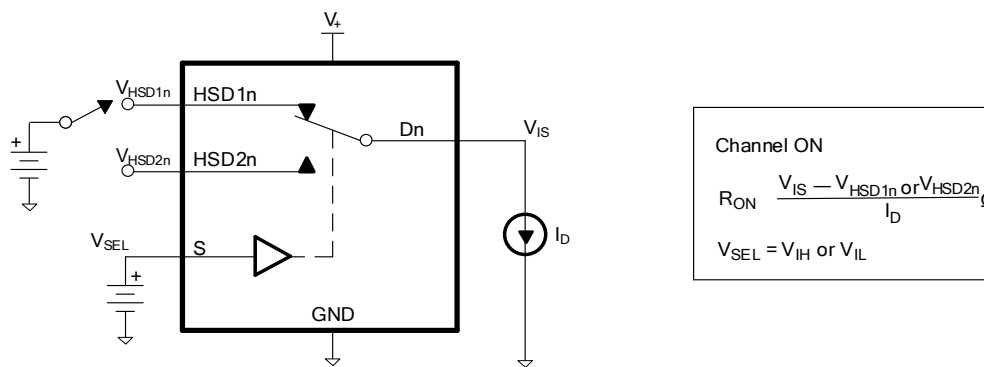 V+
VHSD1n HSD1n
Dn VIS
VHSD2n HSD2n
+
VSEL S
+
ID
GND
Channel ON
RON VIS — VHSD1n or VHSD2n
ID
VSEL = VIH or VIL